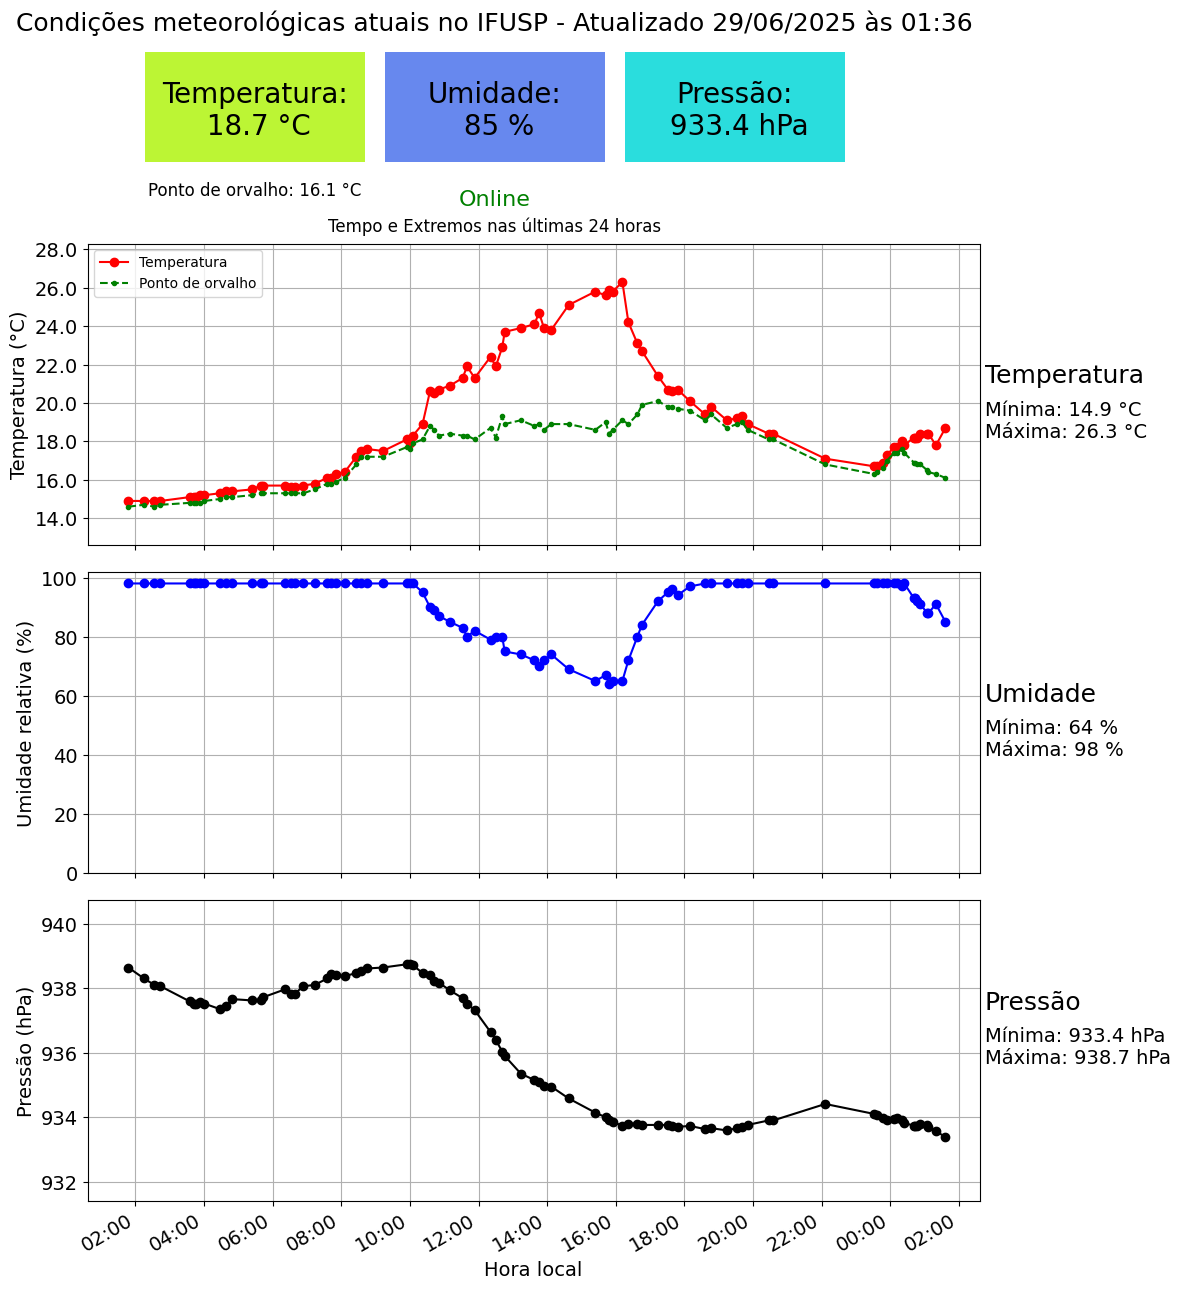 Condições meteorológicas atuais no IFUSP - Atualizado 29/06/2025 às 01:36
Temperatura:
18.7 °C
Umidade:
85 %
Pressão:
933.4 hPa
Ponto de orvalho: 16.1 °C
Online
Tempo e Extremos nas últimas 24 horas
Temperatura (°C)
28.0
26.0
24.0
22.0
20.0
18.0
16.0
14.0
Temperatura
Ponto de orvalho
Temperatura
Mínima: 14.9 °C
Máxima: 26.3 °C
Umidade relativa (%)
100
80
60
40
20
0
Umidade
Mínima: 64 %
Máxima: 98 %
Pressão (hPa)
940
938
936
934
932
Pressão
Mínima: 933.4 hPa
Máxima: 938.7 hPa
02:00 04:00 06:00 08:00 10:00 12:00 14:00 16:00 18:00 20:00 22:00 00:00 02:00
Hora local